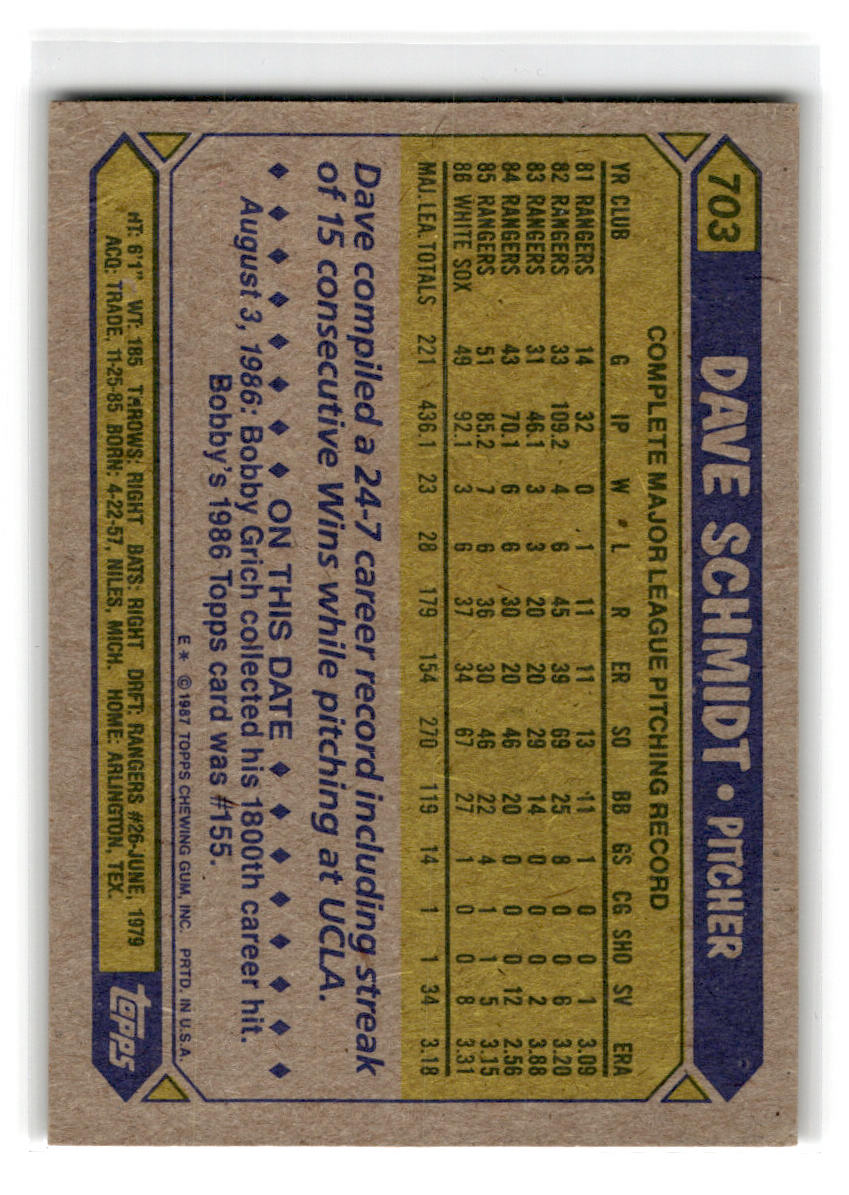 703 DAVE SCHMIDT • PITCHER
COMPLETE MAJOR LEAGUE PITCHING RECORD
YR CLUB G IP W L R ER SO BB GS CG SHO SV ERA
81 RANGERS 14 32 0 1 11 11 13 11 1 0 0 1 3.09
82 RANGERS 33 109.2 4 6 45 39 69 25 8 0 0 6 3.20
83 RANGERS 31 46.1 3 3 20 20 29 14 0 0 0 2 3.88
84 RANGERS 43 70.1 6 6 30 20 46 20 0 0 0 12 2.56
85 RANGERS 51 85.2 7 6 36 30 46 22 4 1 1 5 3.15
86 WHITE SOX 49 92.1 3 6 37 34 67 27 1 0 0 8 3.31
MAJ. LEA. TOTALS 221 436.1 23 28 179 154 270 119 14 1 1 34 3.18
Dave compiled a 24-7 career record including streak
of 15 consecutive Wins while pitching at UCLA.
◆ ◆ ◆ ◆ ◆ ◆ ◆ ◆ ON THIS DATE ◆ ◆ ◆ ◆ ◆ ◆ ◆ ◆
August 3, 1986: Bobby Grich collected his 1800th career hit.
Bobby's 1986 Topps card was #155.
E* © 1987 TOPPS CHEWING GUM, INC. PRTD. IN U.S.A.
HT: 6'1" WT: 185 THROWS: RIGHT BATS: RIGHT DRFT: RANGERS #26-JUNE, 1979
ACQ: TRADE, 11-25-85 BORN: 4-22-57, NILES, MICH. HOME: ARLINGTON, TEX.
topps